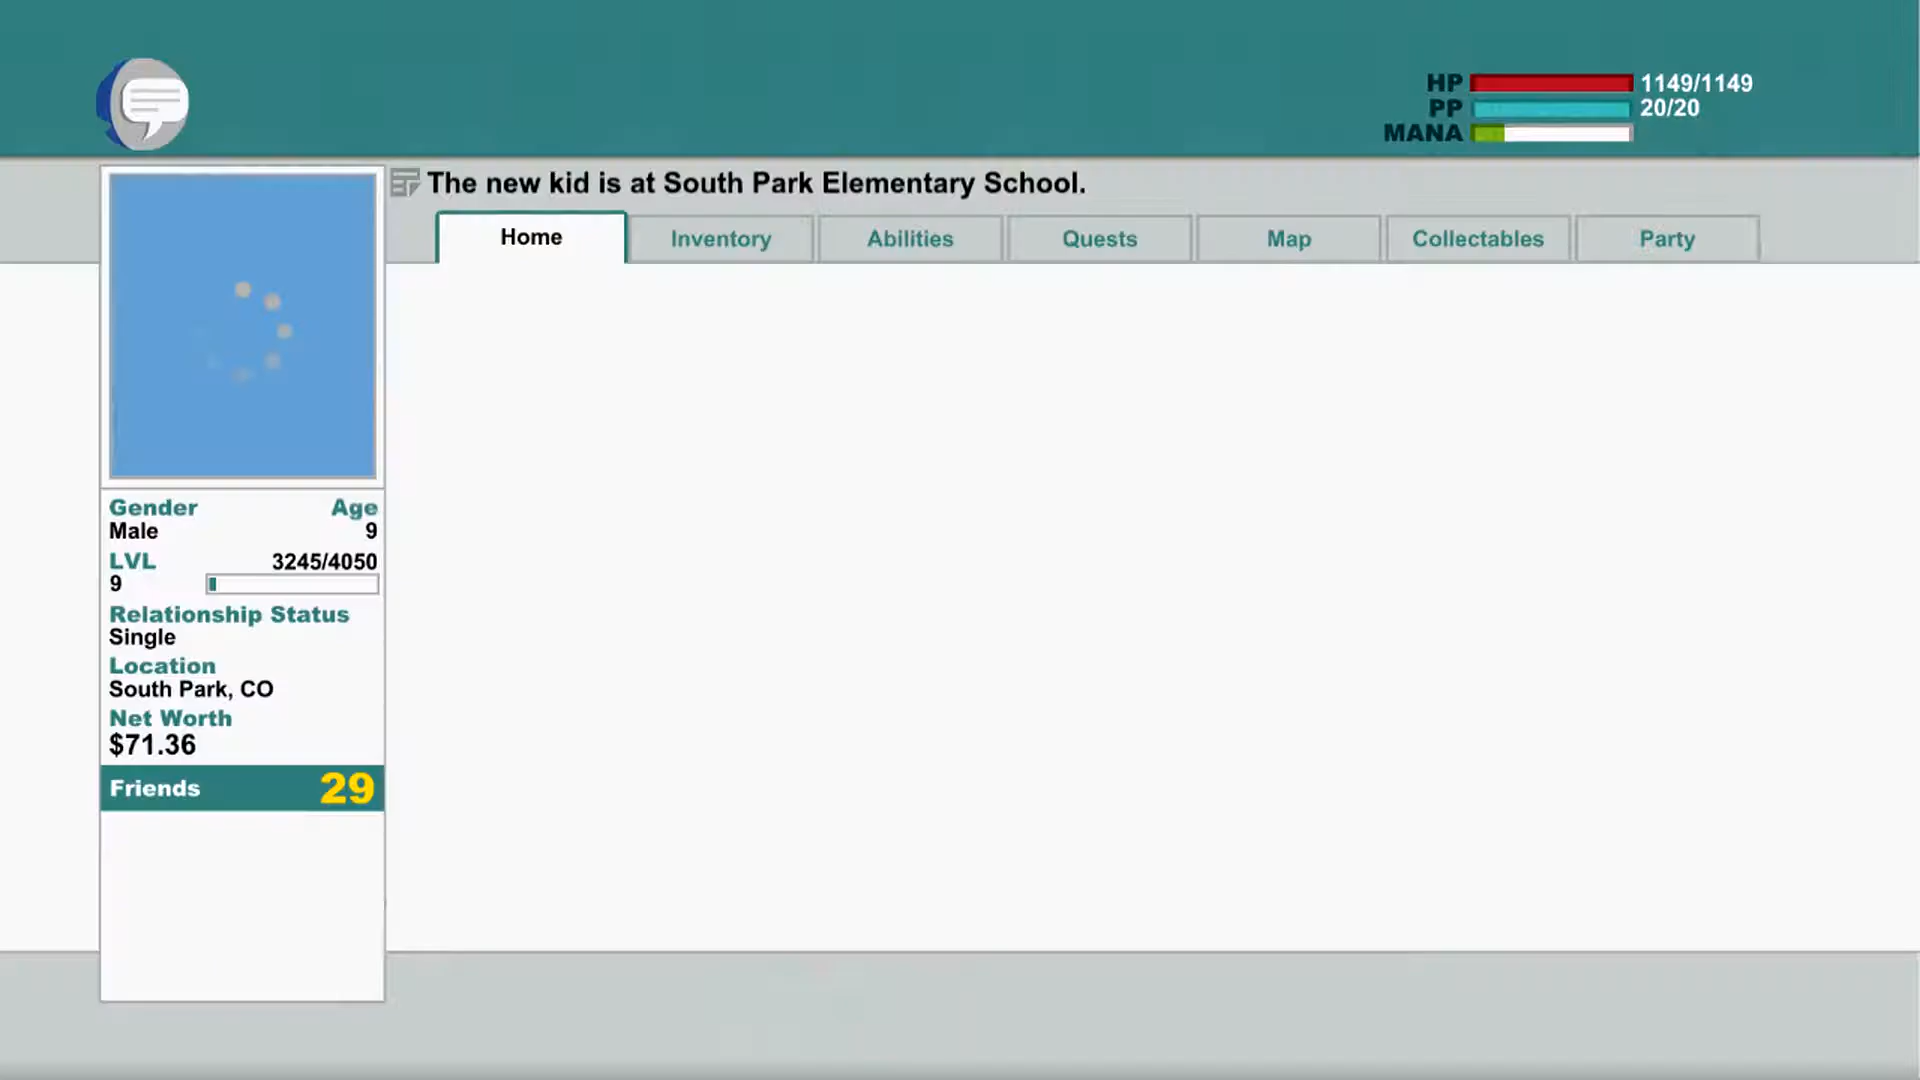 HP 1149/1149
PP 20/20
MANA
The new kid is at South Park Elementary School.
Home Inventory Abilities Quests Map Collectables Party
Gender Age
Male 9
LVL 3245/4050
9
Relationship Status
Single
Location
South Park, CO
Net Worth
$71.36
Friends 29